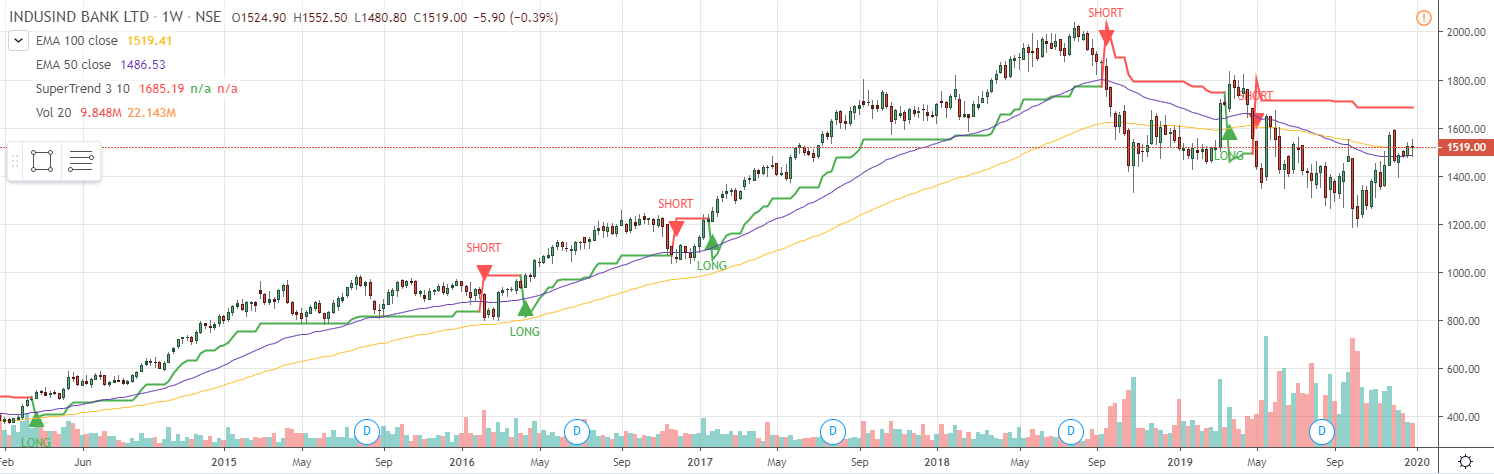 INDUSIND BANK LTD · 1W · NSE O1524.90 H1552.50 L1480.80 C1519.00 −5.90 (−0.39%)
EMA 100 close 1519.41
EMA 50 close 1486.53
SuperTrend 3 10 1685.19 n/a n/a
Vol 20 9.848M 22.143M
SHORT
2000.00
1800.00
SHORT
1600.00
1519.00
LONG
1400.00
SHORT
1200.00
LONG
SHORT
1000.00
LONG
800.00
600.00
400.00
D D D D D
LONG
Feb Jun 2015 May Sep 2016 May Sep 2017 May Sep 2018 May Sep 2019 May Sep 2020